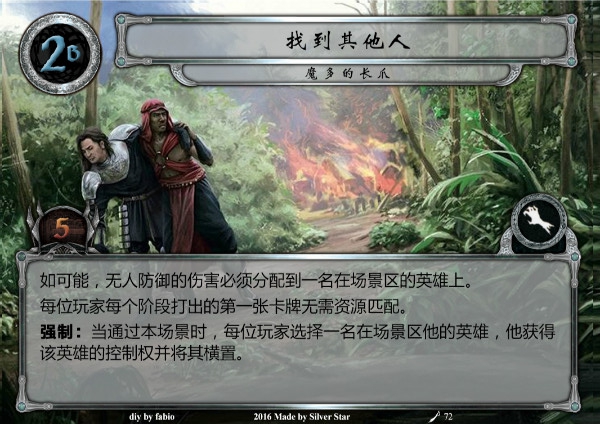 2B
找到其他人
魔多的长爪
5
如可能，无人防御的伤害必须分配到一名在场景区的英雄上。
每位玩家每个阶段打出的第一张卡牌无需资源匹配。
强制：当通过本场景时，每位玩家选择一名在场景区他的英雄，他获得
该英雄的控制权并将其横置。
diy by fabio 2016 Made by Silver Star 72